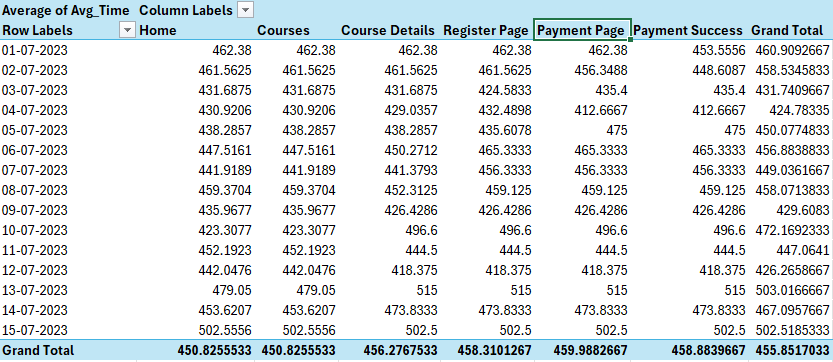 Average of Avg_Time Column Labels
Row Labels Home Courses Course Details Register Page Payment Page Payment Success Grand Total
01-07-2023 462.38 462.38 462.38 462.38 462.38 453.5556 460.9092667
02-07-2023 461.5625 461.5625 461.5625 461.5625 456.3488 448.6087 458.5345833
03-07-2023 431.6875 431.6875 431.6875 424.5833 435.4 435.4 431.7409667
04-07-2023 430.9206 430.9206 429.0357 432.4898 412.6667 412.6667 424.78335
05-07-2023 438.2857 438.2857 438.2857 435.6078 475 475 450.0774833
06-07-2023 447.5161 447.5161 450.2712 465.3333 465.3333 465.3333 456.8838833
07-07-2023 441.9189 441.9189 441.3793 456.3333 456.3333 456.3333 449.0361667
08-07-2023 459.3704 459.3704 452.3125 459.125 459.125 459.125 458.0713833
09-07-2023 435.9677 435.9677 426.4286 426.4286 426.4286 426.4286 429.6083
10-07-2023 423.3077 423.3077 496.6 496.6 496.6 496.6 472.1692333
11-07-2023 452.1923 452.1923 444.5 444.5 444.5 444.5 447.0641
12-07-2023 442.0476 442.0476 418.375 418.375 418.375 418.375 426.2658667
13-07-2023 479.05 479.05 515 515 515 515 503.0166667
14-07-2023 453.6207 453.6207 473.8333 473.8333 473.8333 473.8333 467.0957667
15-07-2023 502.5556 502.5556 502.5 502.5 502.5 502.5 502.5185333
Grand Total 450.8255533 450.8255533 456.2767533 458.3101267 459.9882667 458.8839667 455.8517033